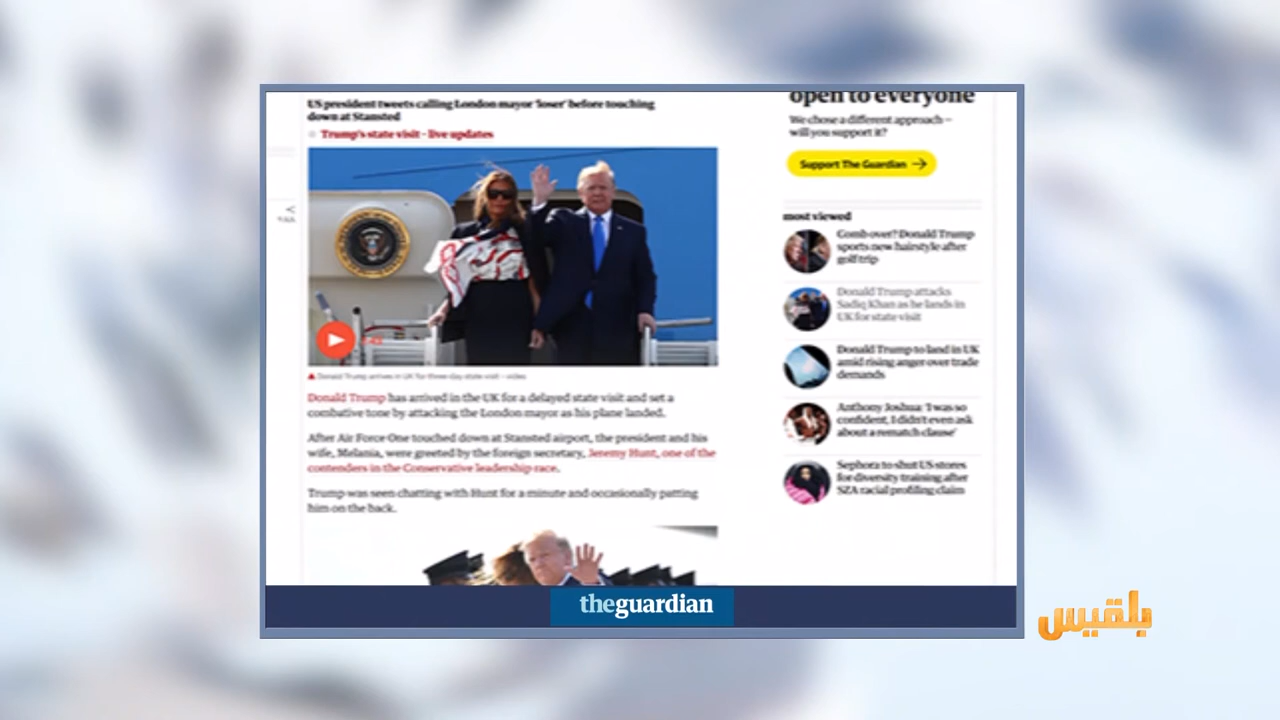 US president tweets calling London mayor 'loser' before touching
down at Stansted
Trump's state visit - live updates
Donald Trump arrives in UK for three-day state visit - video
Donald Trump has arrived in the UK for a delayed state visit and set a
combative tone by attacking the London mayor as his plane landed.
After Air Force One touched down at Stansted airport, the president and his
wife, Melania, were greeted by the foreign secretary, Jeremy Hunt, one of the
contenders in the Conservative leadership race.
Trump was seen chatting with Hunt for a minute and occasionally patting
him on the back.
open to everyone
We chose a different approach –
will you support it?
Support The Guardian
most viewed
Comb over? Donald Trump
sports new hairstyle after
golf trip
Donald Trump attacks
Sadiq Khan as he lands in
UK for state visit
Donald Trump to land in UK
amid rising anger over trade
demands
Anthony Joshua: 'I was so
confident, I didn't even ask
about a rematch clause'
Sephora to shut US stores
for diversity training after
SZA racial profiling claim
theguardian
بلقيس